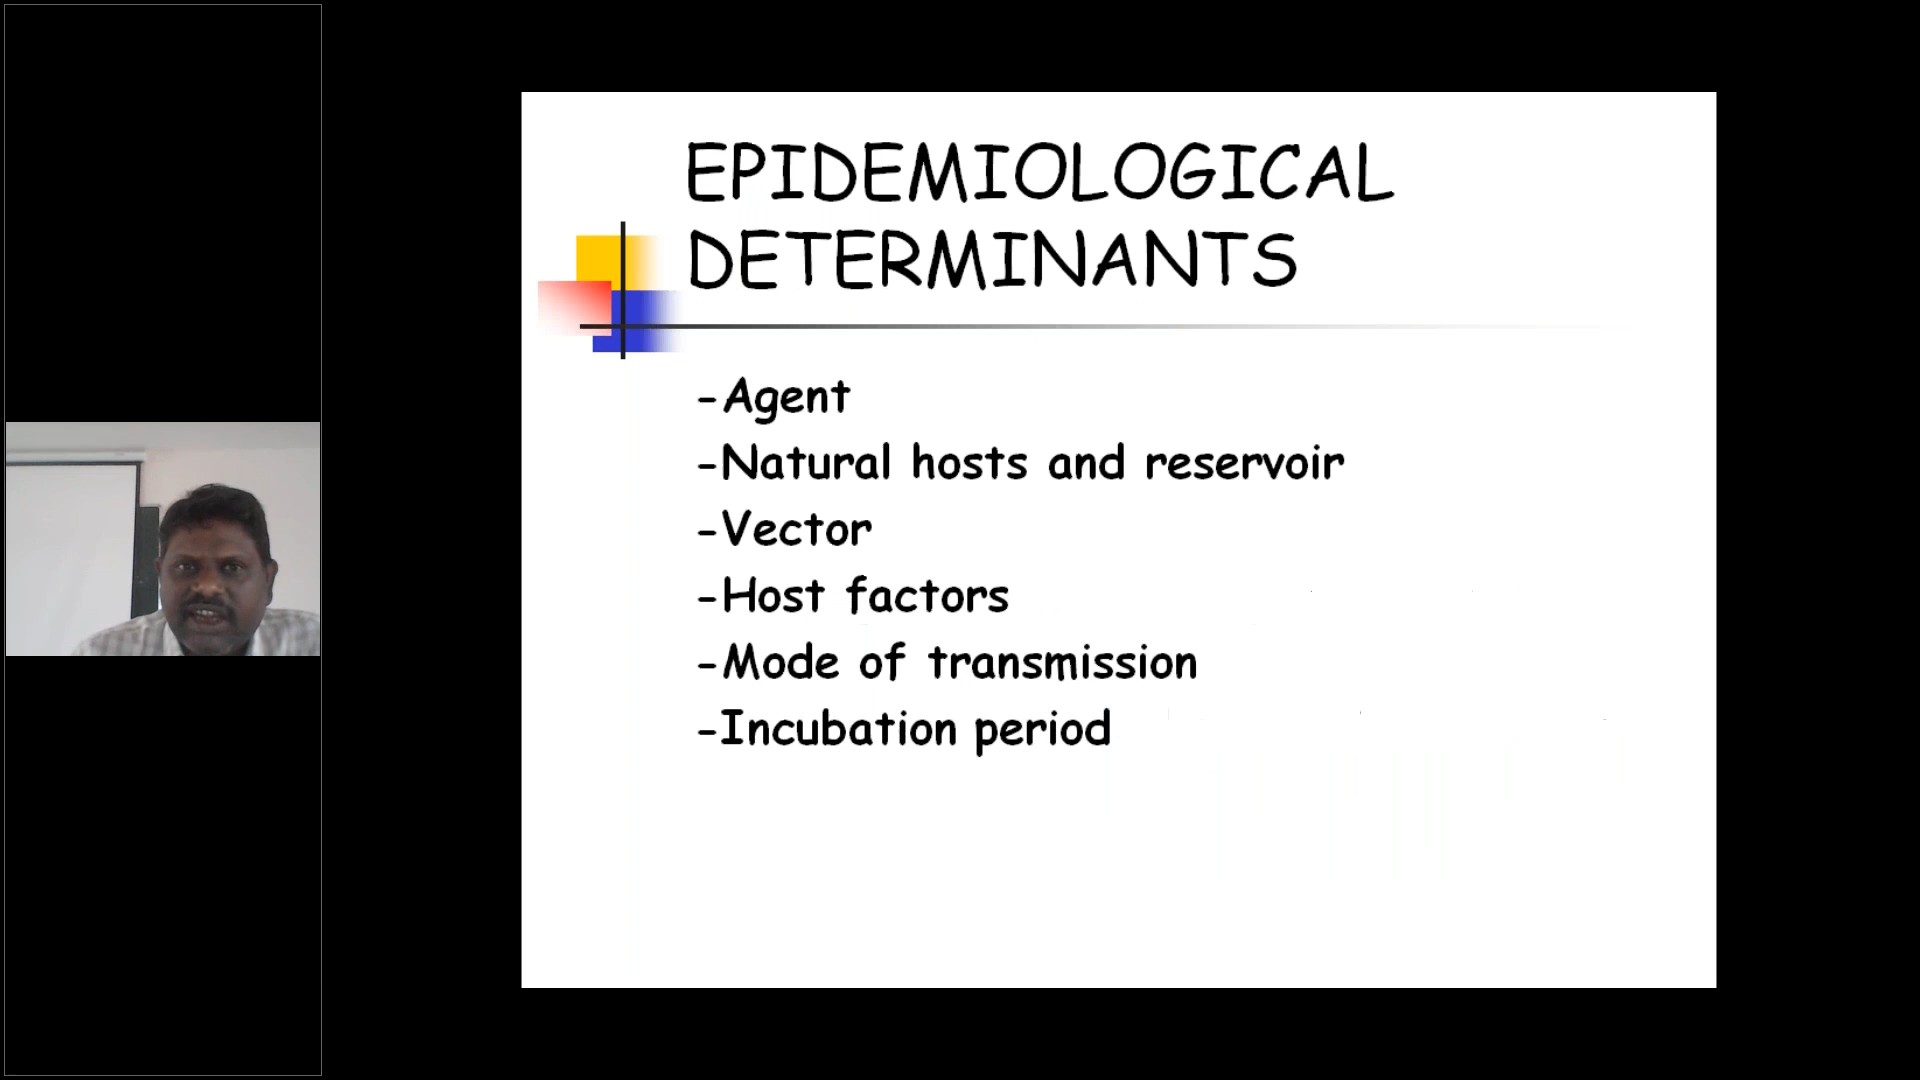 EPIDEMIOLOGICAL
DETERMINANTS
-Agent
-Natural hosts and reservoir
-Vector
-Host factors
-Mode of transmission
-Incubation period